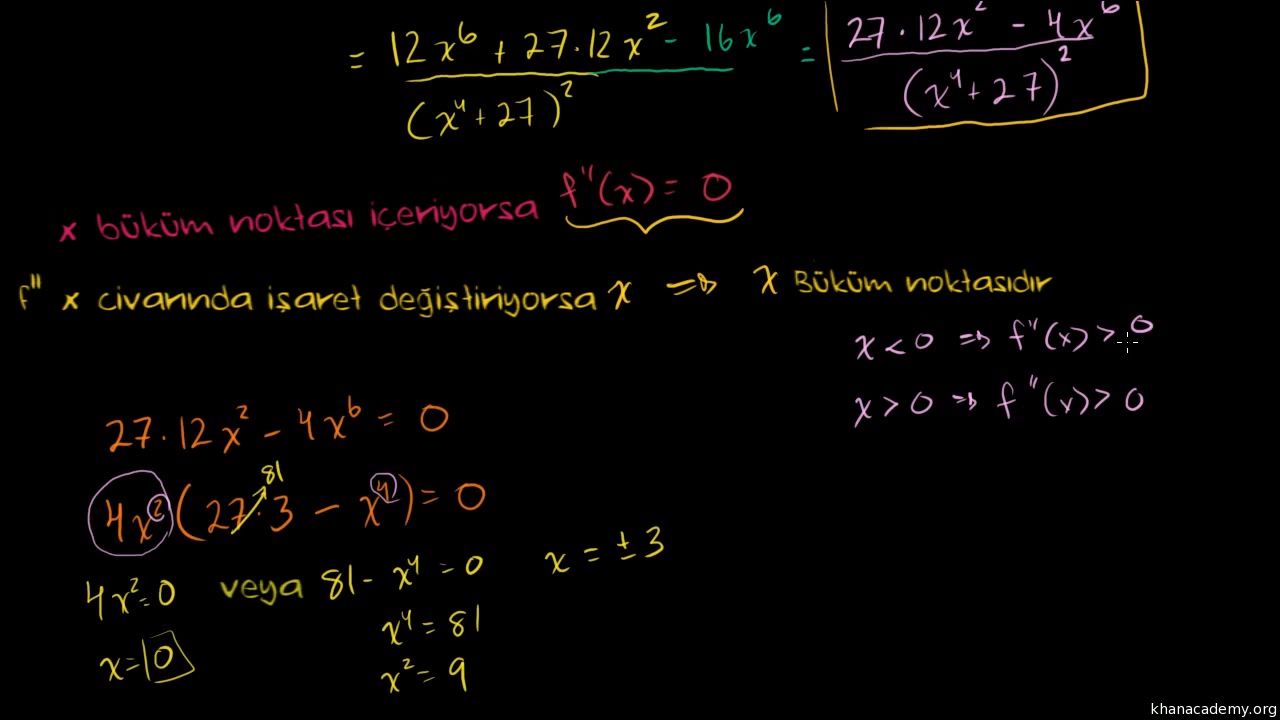 = 12x⁶ + 27·12x² - 16x⁶ / (x⁴ + 27)² = 27·12x² - 4x⁶ / (x⁴ + 27)²
x büküm noktası içeriyorsa f''(x) = 0
f'' x civarında işaret değiştiriyorsa x => x Büküm noktasıdır
x < 0 => f''(x) > 0
x > 0 => f''(x) > 0
27·12x² - 4x⁶ = 0
81
4x²(27·3 - x⁴) = 0
4x² = 0 veya 81 - x⁴ = 0 x = ±3
x⁴ = 81
x = 0
x² = 9
khanacademy.org